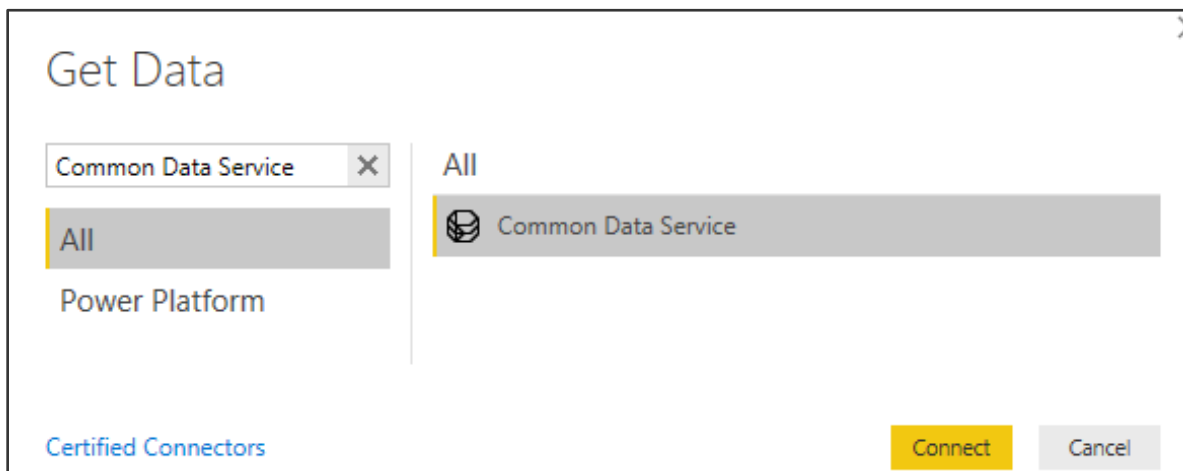 Get Data
Common Data Service
All
Power Platform
All
Common Data Service
Certified Connectors
Connect
Cancel